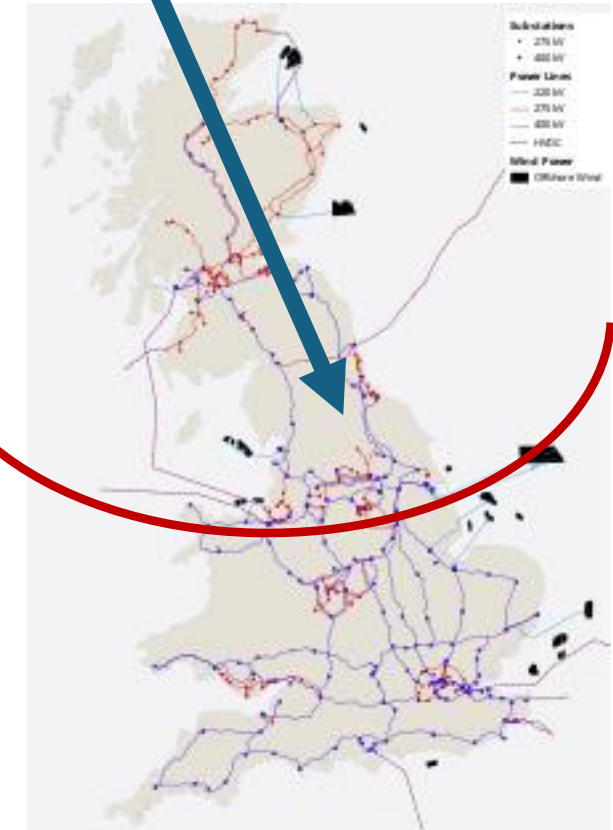 Substations
275 kV
400 kV
Power Lines
220 kV
275 kV
400 kV
HVDC
Wind Power
Offshore Wind